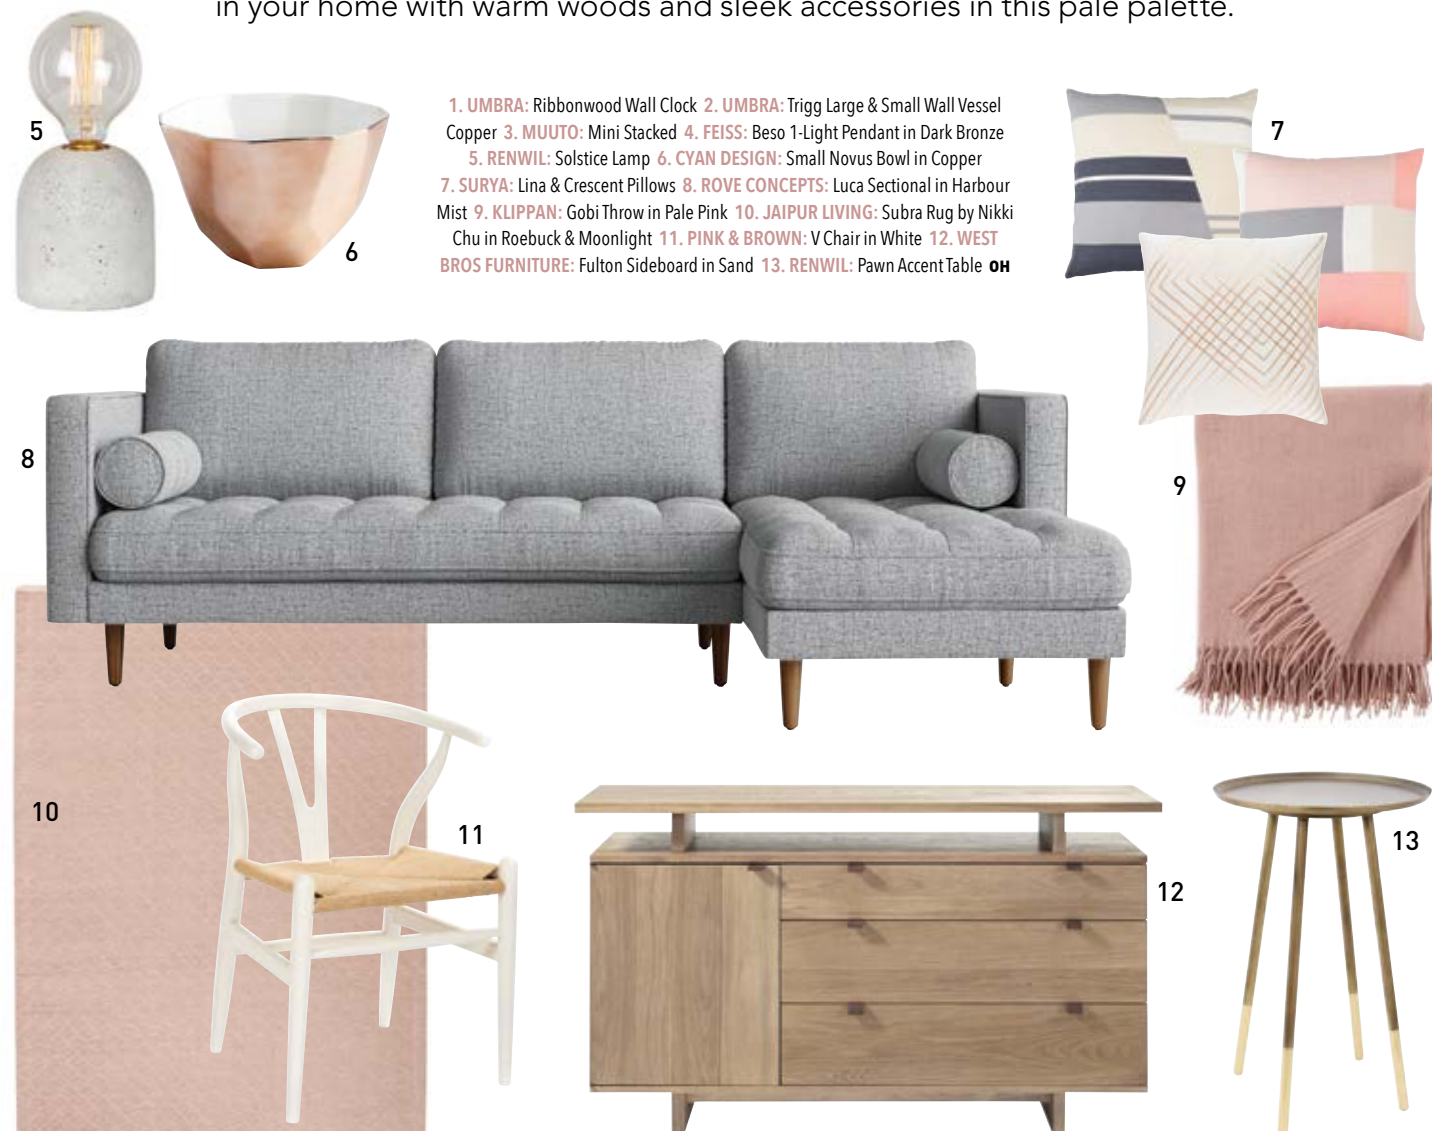 in your home with warm woods and sleek accessories in this pale palette.
1. UMBRA: Ribbonwood Wall Clock 2. UMBRA: Trigg Large & Small Wall Vessel
Copper 3. MUUTO: Mini Stacked 4. FEISS: Beso 1-Light Pendant in Dark Bronze
5. RENWIL: Solstice Lamp 6. CYAN DESIGN: Small Novus Bowl in Copper
7. SURYA: Lina & Crescent Pillows 8. ROVE CONCEPTS: Luca Sectional in Harbour
Mist 9. KLIPPAN: Gobi Throw in Pale Pink 10. JAIPUR LIVING: Subra Rug by Nikki
Chu in Roebuck & Moonlight 11. PINK & BROWN: V Chair in White 12. WEST
BROS FURNITURE: Fulton Sideboard in Sand 13. RENWIL: Pawn Accent Table OH
5
6
7
8
9
10
11
12
13